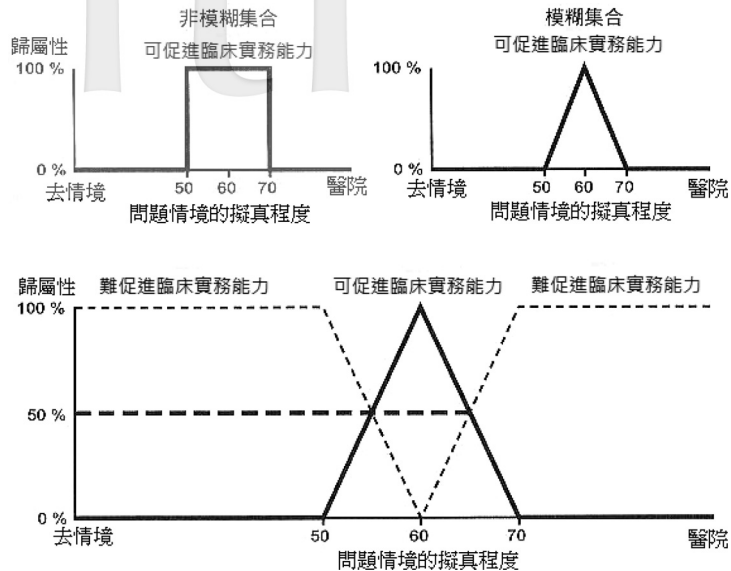 非模糊集合
歸屬性 可促進臨床實務能力
100 %
0 %
50 60 70
去情境 醫院
問題情境的擬真程度
模糊集合
可促進臨床實務能力
100 %
0 %
50 60 70
去情境 醫院
問題情境的擬真程度
歸屬性 難促進臨床實務能力 可促進臨床實務能力 難促進臨床實務能力
100 %
50 %
0 %
50 60 70
去情境 醫院
問題情境的擬真程度